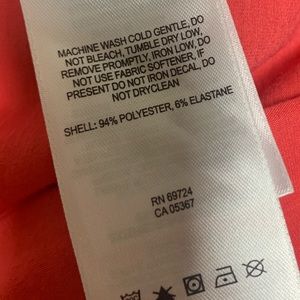 MACHINE WASH COLD GENTLE, DO
NOT BLEACH, TUMBLE DRY LOW,
REMOVE PROMPTLY, IRON LOW, DO
NOT USE FABRIC SOFTENER, IF
PRESENT DO NOT IRON DECAL, DO
NOT DRYCLEAN
SHELL: 94% POLYESTER, 6% ELASTANE
RN 69724
CA 05367